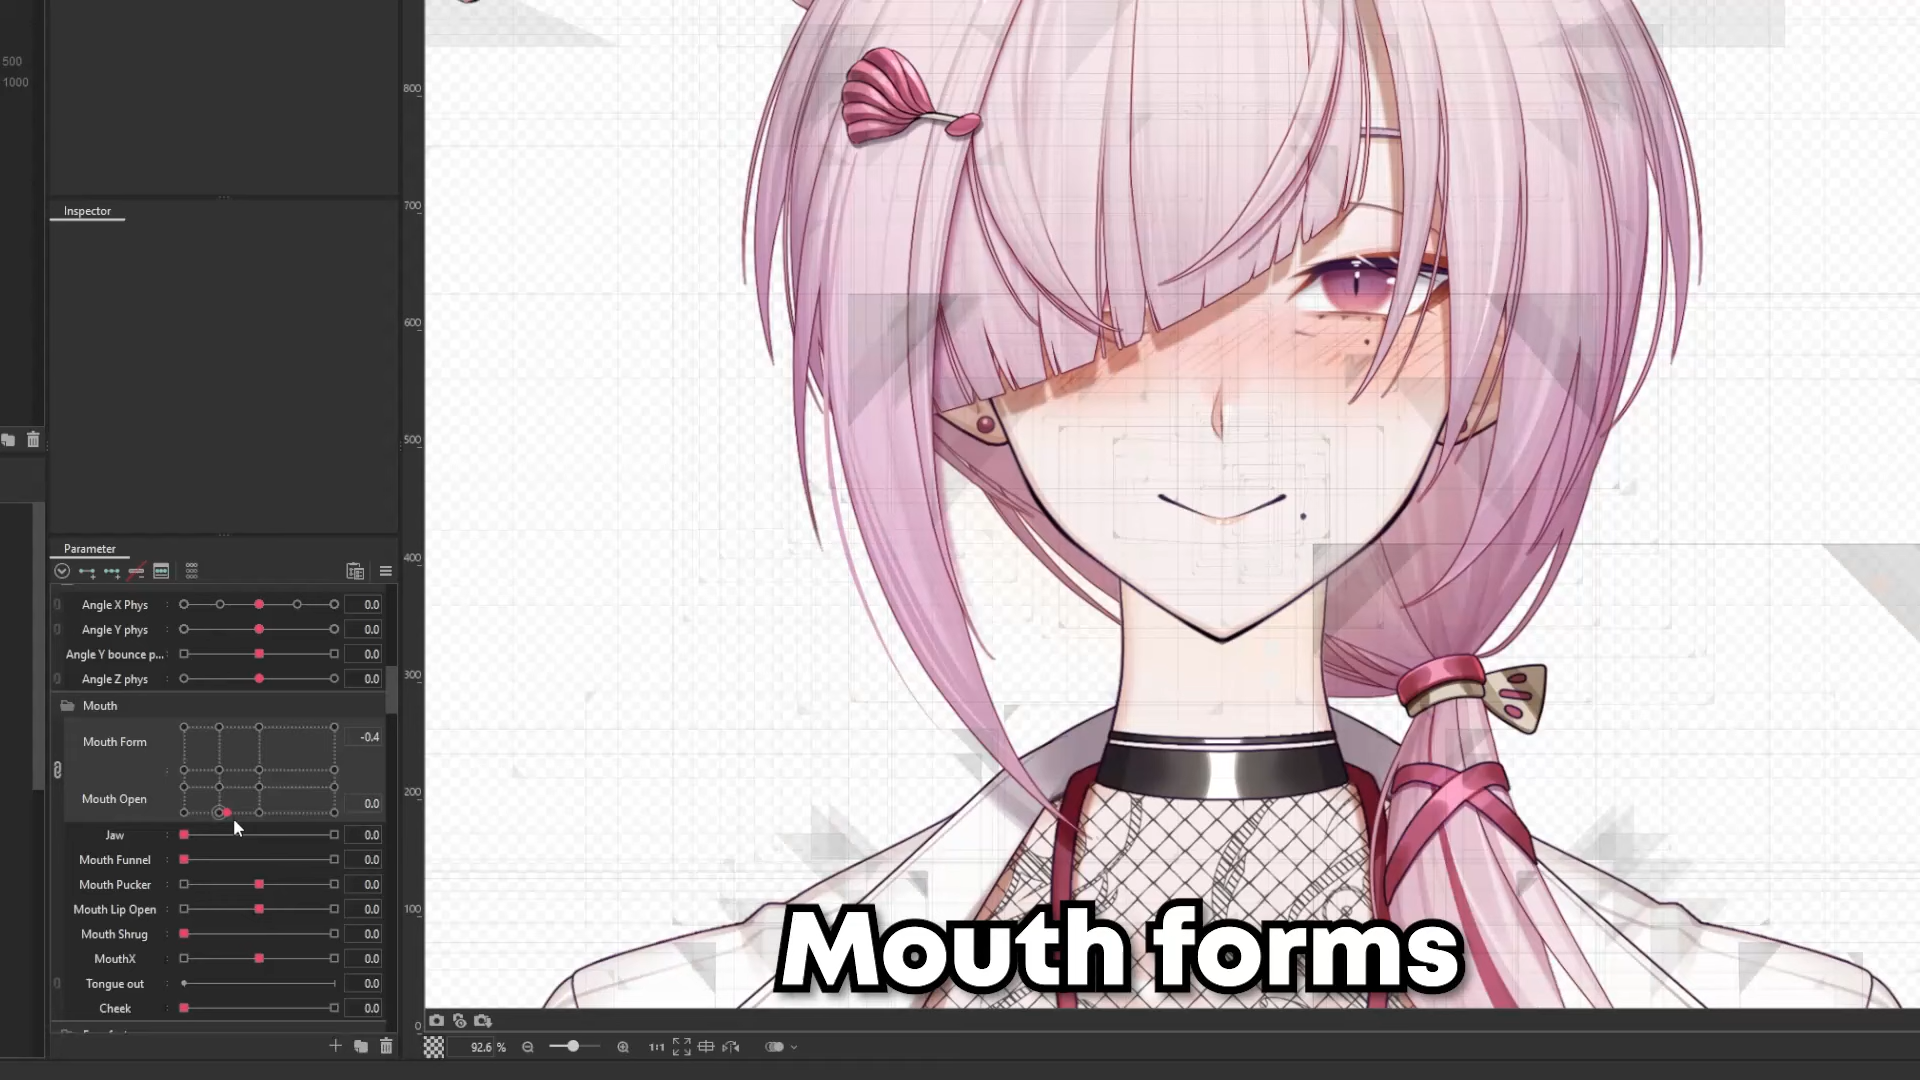 500
1000
Inspector
Parameter
Angle X Phys : 0.0
Angle Y phys : 0.0
Angle Y bounce p... : 0.0
Angle Z phys : 0.0
Mouth
Mouth Form -0.4
:
Mouth Open 0.0
Jaw : 0.0
Mouth Funnel : 0.0
Mouth Pucker : 0.0
Mouth Lip Open : 0.0
Mouth Shrug : 0.0
MouthX : 0.0
Tongue out : 0.0
Cheek : 0.0
800
700
600
500
400
300
200
100
0
Mouth forms
92.6 %
1:1